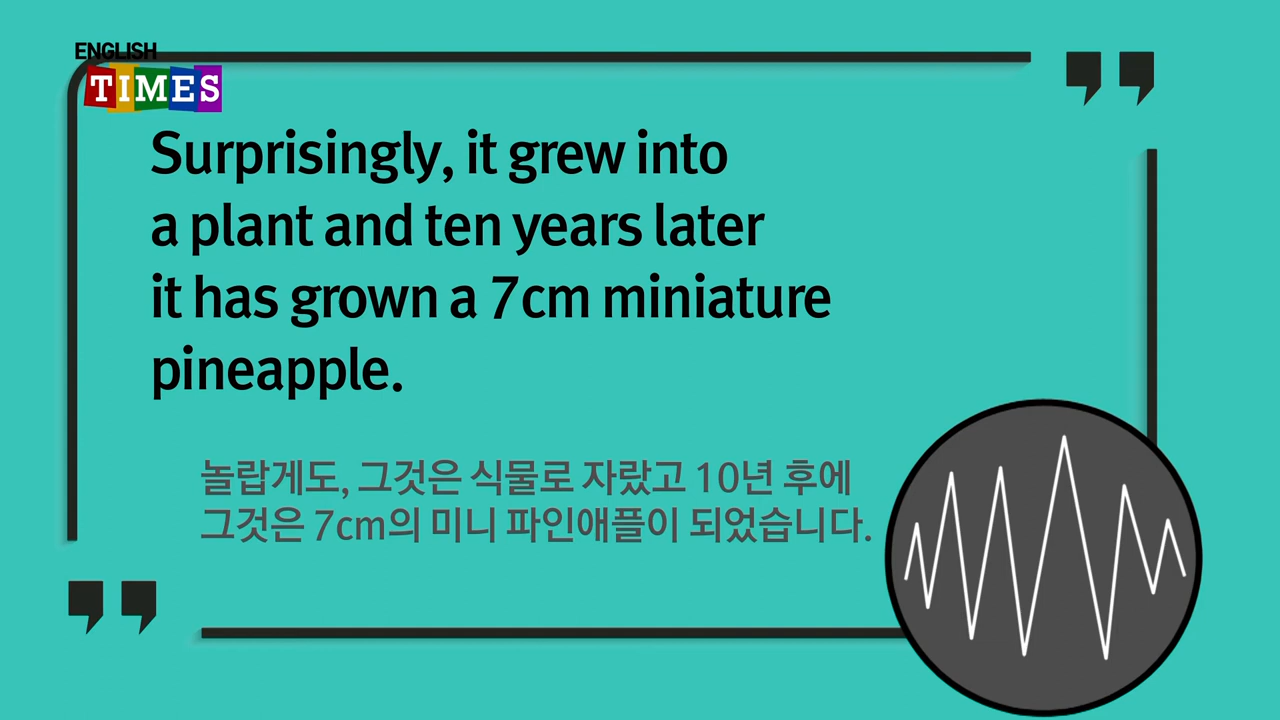 ENGLISH
TIMES
Surprisingly, it grew into
a plant and ten years later
it has grown a 7cm miniature
pineapple.
놀랍게도, 그것은 식물로 자랐고 10년 후에
그것은 7cm의 미니 파인애플이 되었습니다.